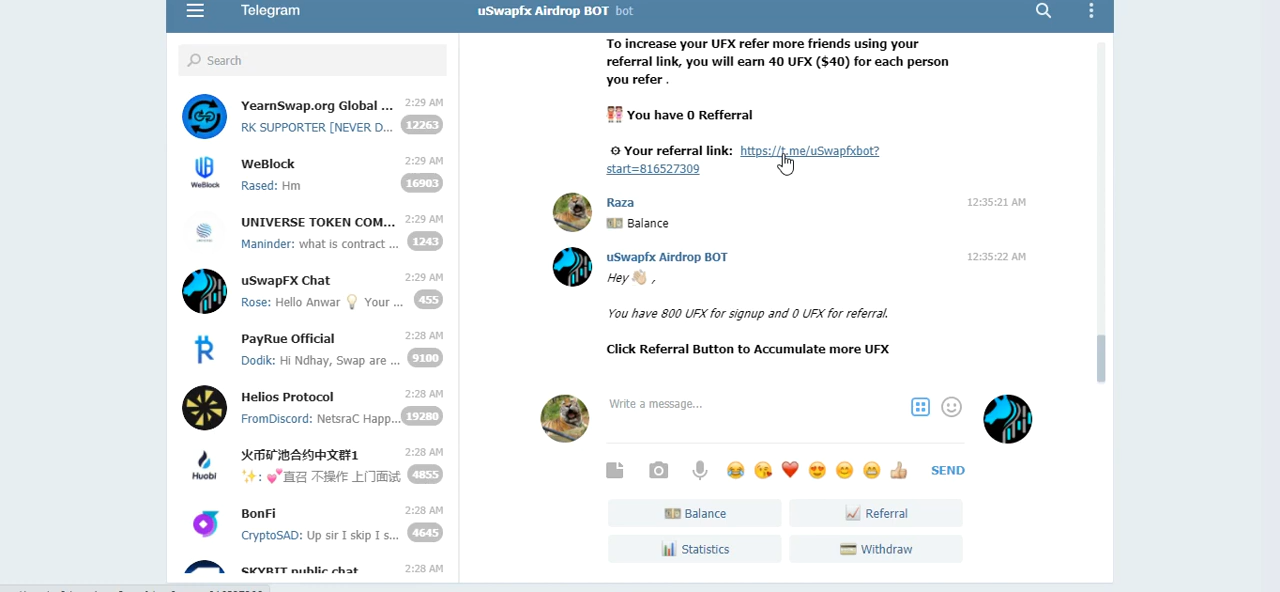 Telegram
uSwapfx Airdrop BOT bot
Search
YearnSwap.org Global ... 2:29 AM
RK SUPPORTER [NEVER D... 12263
WeBlock 2:29 AM
WeBlock
Rased: Hm 16903
UNIVERSE TOKEN COM... 2:29 AM
Maninder: what is contract ... 1243
uSwapFX Chat 2:29 AM
Rose: Hello Anwar 💡 Your ... 455
PayRue Official 2:28 AM
Dodik: Hi Ndhay, Swap are ... 9100
Helios Protocol 2:28 AM
FromDiscord: NetsraC Happ... 19280
火币矿池合约中文群1 2:28 AM
Huobi
✨: 💕直召 不操作 上门面试 4855
BonFi 2:28 AM
CryptoSAD: Up sir I skip I s... 4645
SKYBIT public chat 2:28 AM
To increase your UFX refer more friends using your
referral link, you will earn 40 UFX ($40) for each person
you refer .
👭 You have 0 Refferral
⚙ Your referral link: https://t.me/uSwapfxbot?
start=816527309
Raza 12:35:21 AM
💵 Balance
uSwapfx Airdrop BOT 12:35:22 AM
Hey 👋🏼 ,
You have 800 UFX for signup and 0 UFX for referral.
Click Referral Button to Accumulate more UFX
Write a message...
😂 😘 ❤️ 😍 😊 😁 👍🏼 SEND
💵 Balance
📈 Referral
📊 Statistics
💳 Withdraw